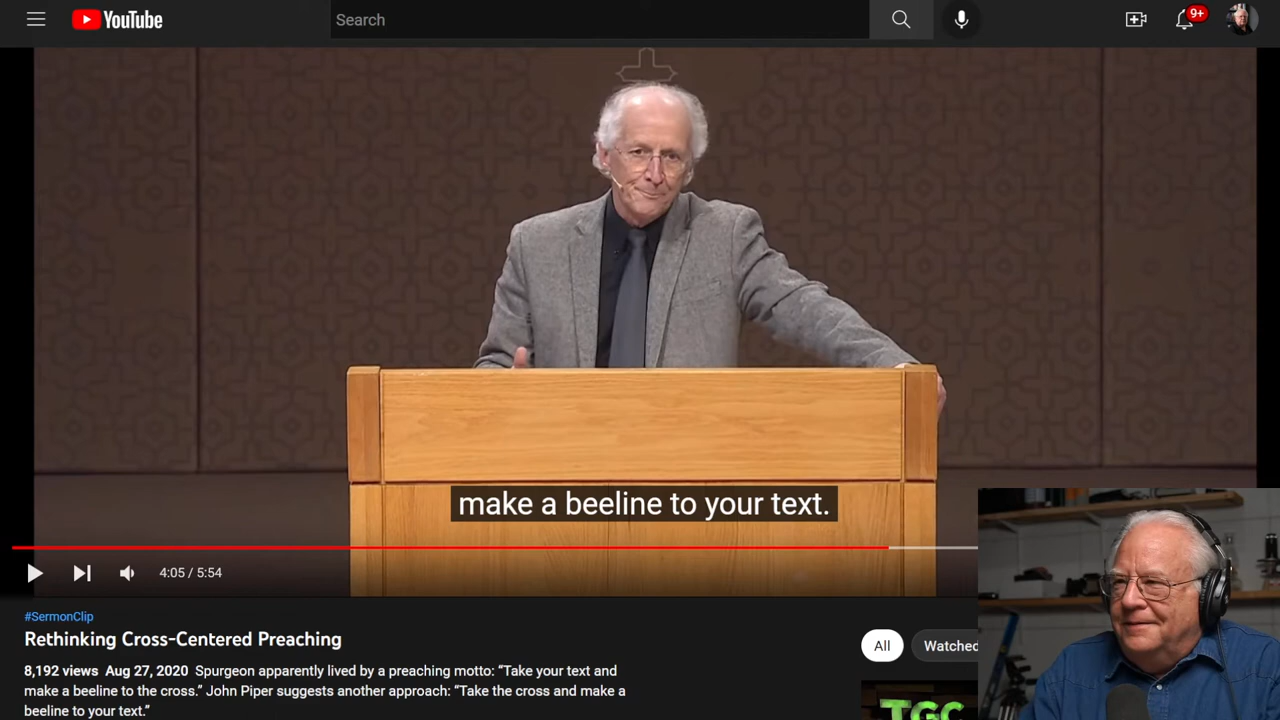 YouTube
Search
9+
make a beeline to your text.
4:05 / 5:54
#SermonClip
Rethinking Cross-Centered Preaching
All
Watched
8,192 views Aug 27, 2020 Spurgeon apparently lived by a preaching motto: “Take your text and
make a beeline to the cross.” John Piper suggests another approach: “Take the cross and make a
beeline to your text.”
TGC